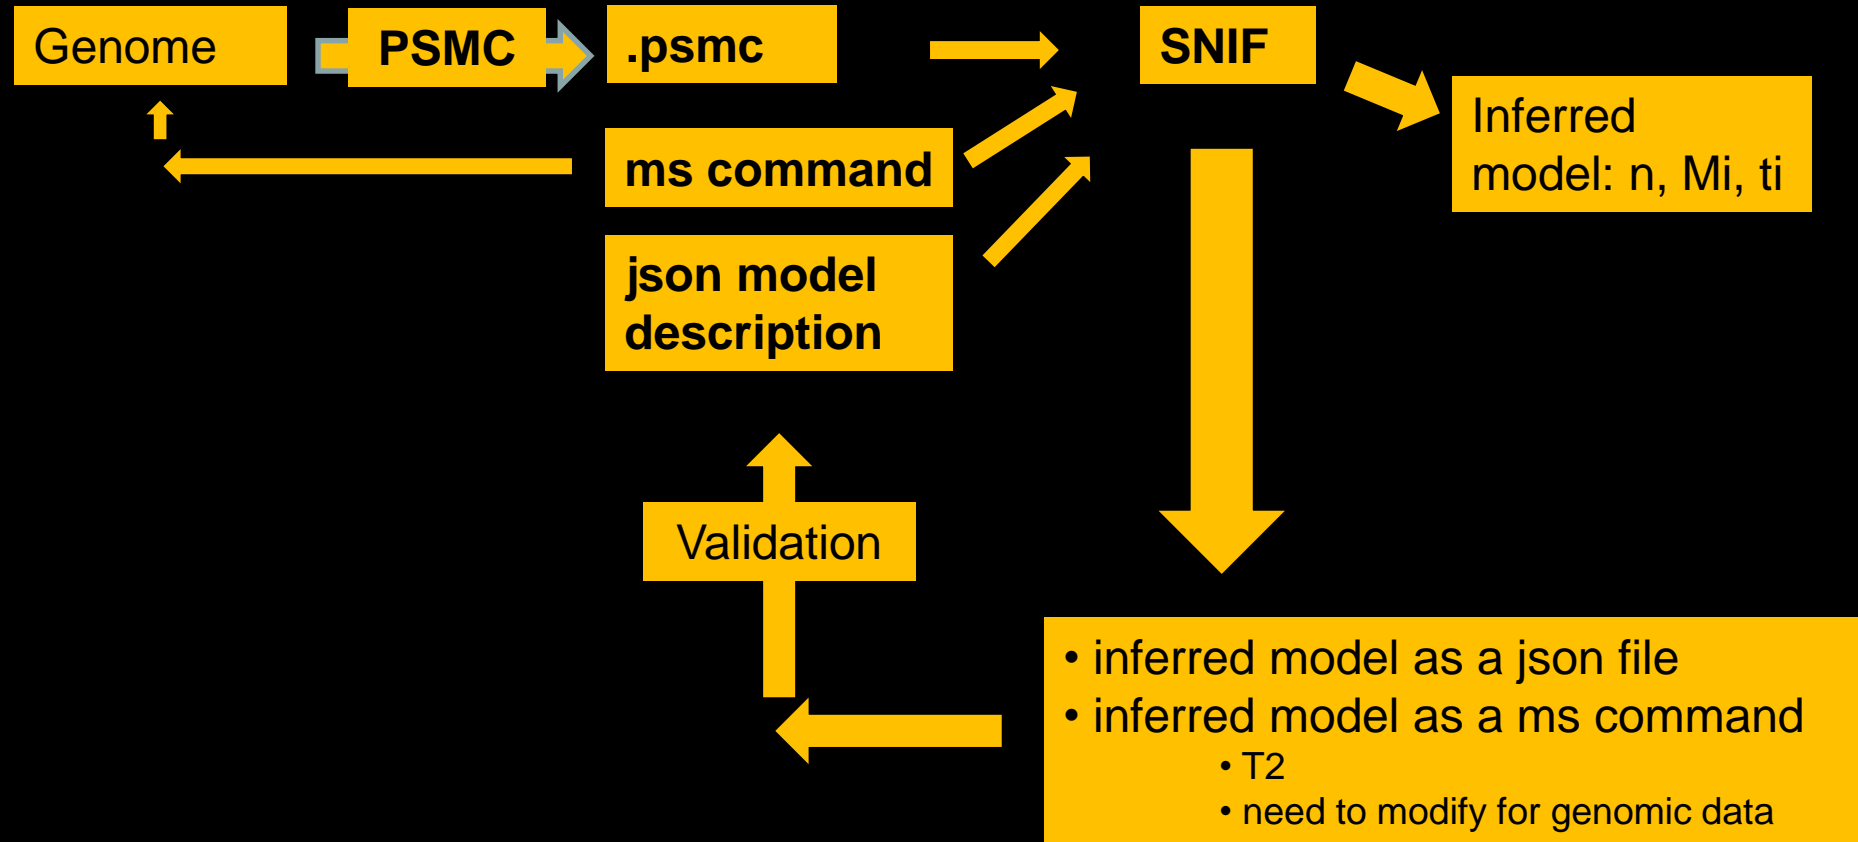 Genome
PSMC
.psmc
SNIF
Inferred
model: n, Mi, ti
ms command
json model
description
Validation
• inferred model as a json file
• inferred model as a ms command
• T2
• need to modify for genomic data